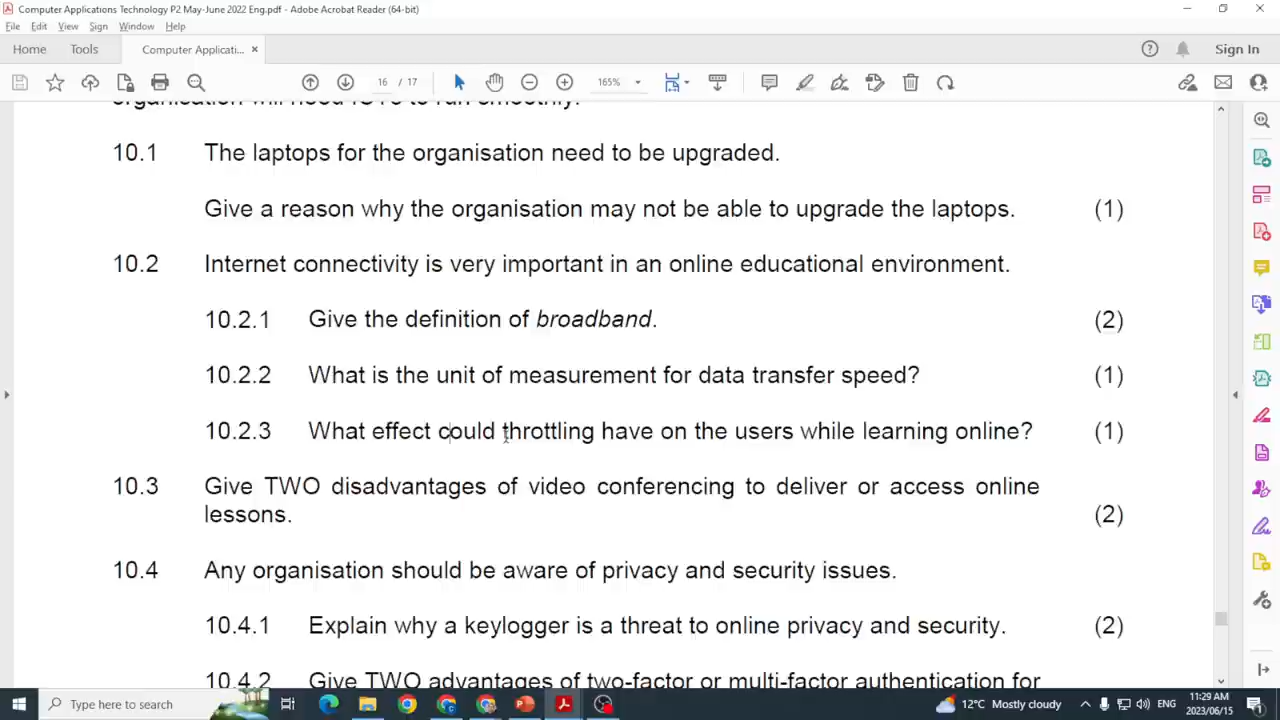 Computer Applications Technology P2 May-June 2022 Eng.pdf - Adobe Acrobat Reader (64-bit)
File Edit View Sign Window Help
Home Tools Computer Applicati... × Sign In
16 / 17 165%
organisation will need ICTs to run smoothly.
10.1 The laptops for the organisation need to be upgraded.
Give a reason why the organisation may not be able to upgrade the laptops. (1)
10.2 Internet connectivity is very important in an online educational environment.
10.2.1 Give the definition of broadband. (2)
10.2.2 What is the unit of measurement for data transfer speed? (1)
10.2.3 What effect could throttling have on the users while learning online? (1)
10.3 Give TWO disadvantages of video conferencing to deliver or access online
lessons. (2)
10.4 Any organisation should be aware of privacy and security issues.
10.4.1 Explain why a keylogger is a threat to online privacy and security. (2)
10.4.2 Give TWO advantages of two-factor or multi-factor authentication for
Type here to search 12°C Mostly cloudy ENG 11:29 AM
2023/06/15